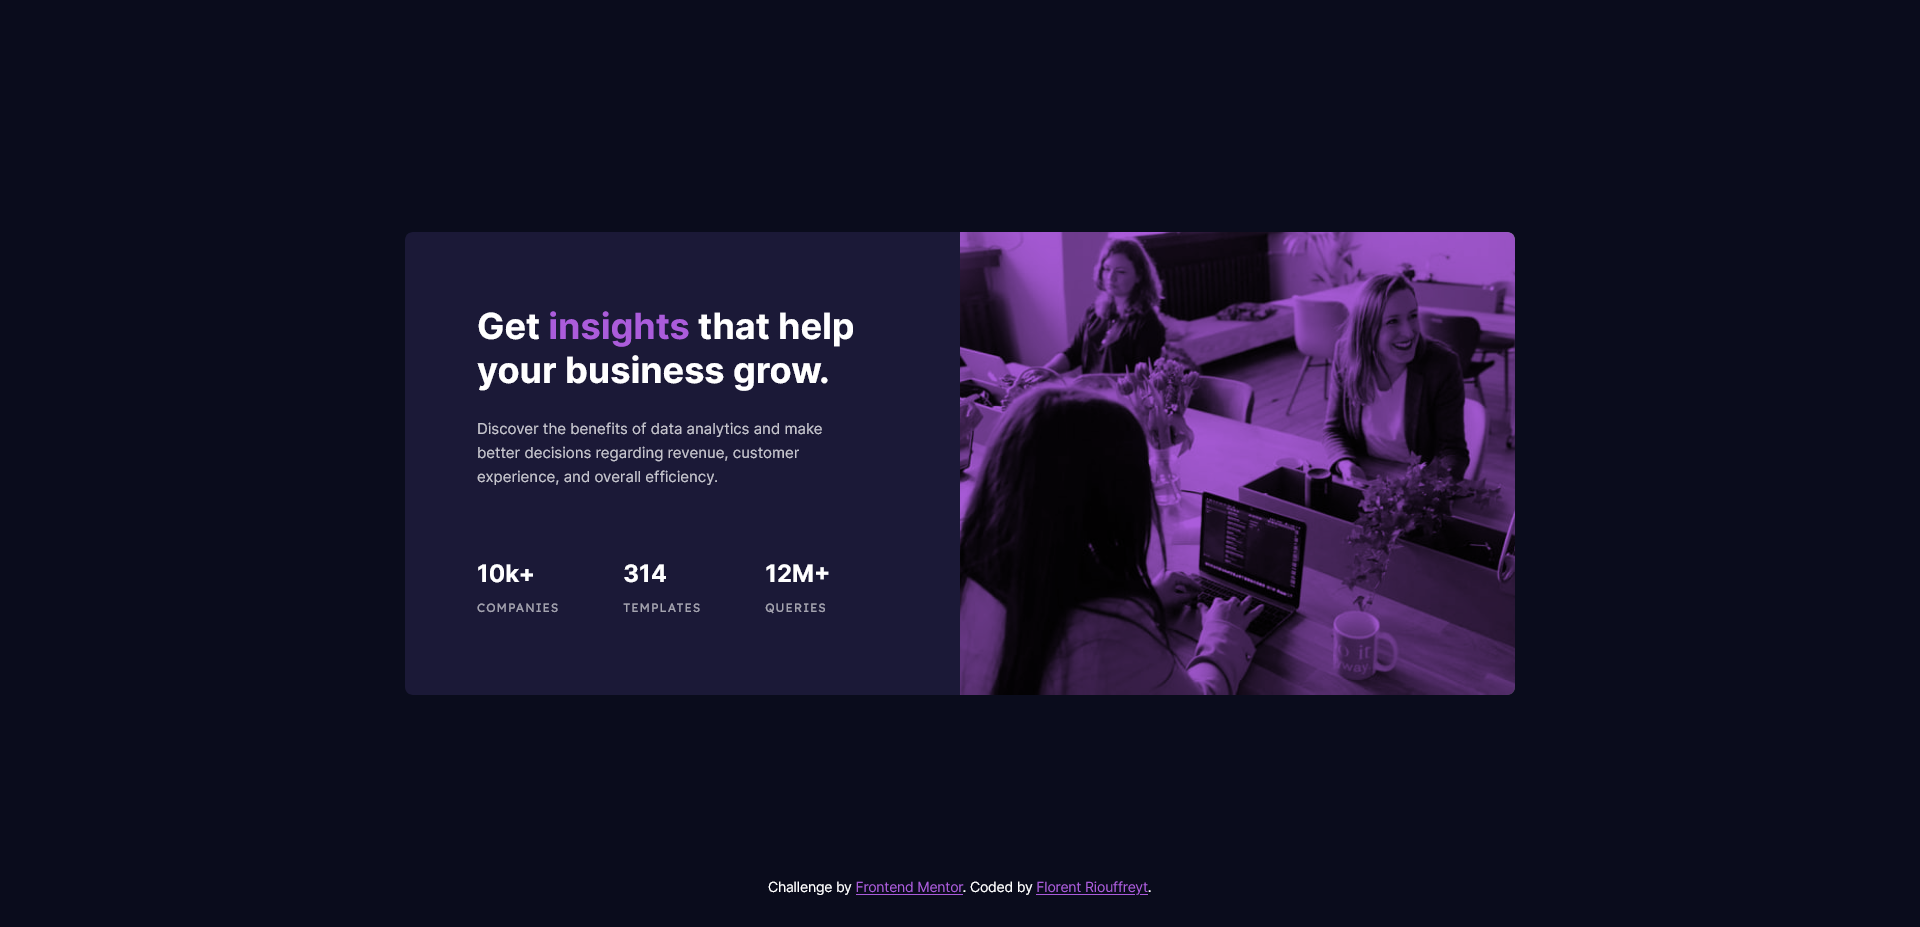 Get insights that help
your business grow.
Discover the benefits of data analytics and make
better decisions regarding revenue, customer
experience, and overall efficiency.
10k+ 314 12M+
COMPANIES TEMPLATES QUERIES
Challenge by Frontend Mentor. Coded by Florent Riouffreyt.